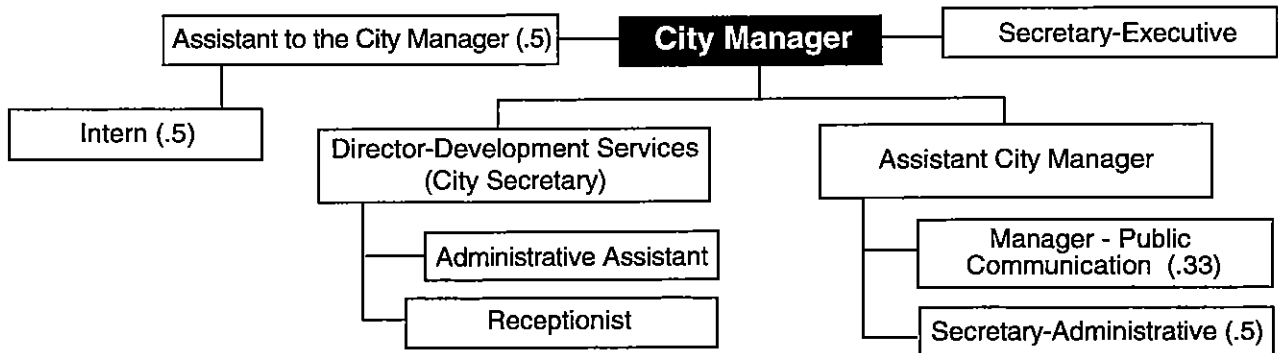 Assistant to the City Manager (.5)
City Manager
Secretary-Executive
Intern (.5)
Director-Development Services
(City Secretary)
Assistant City Manager
Administrative Assistant
Manager - Public
Communication (.33)
Receptionist
Secretary-Administrative (.5)